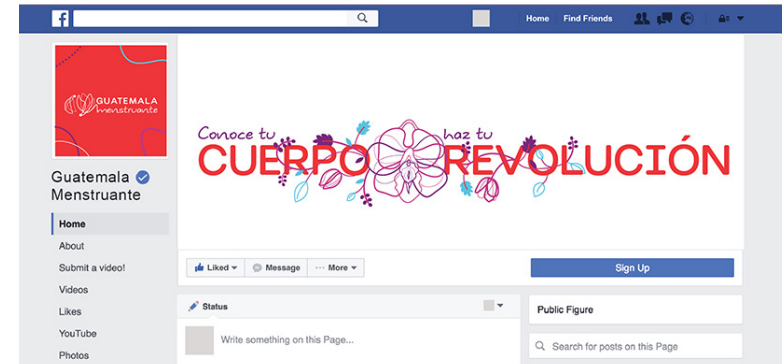 f
Home Find Friends
GUATEMALA
menstruante
Conoce tu haz tu
CUERPO REVOLUCIÓN
Guatemala
Menstruante
Home
About
Submit a video!
Videos
Likes
YouTube
Photos
Liked Message ··· More
Sign Up
Status
Write something on this Page...
Public Figure
Search for posts on this Page